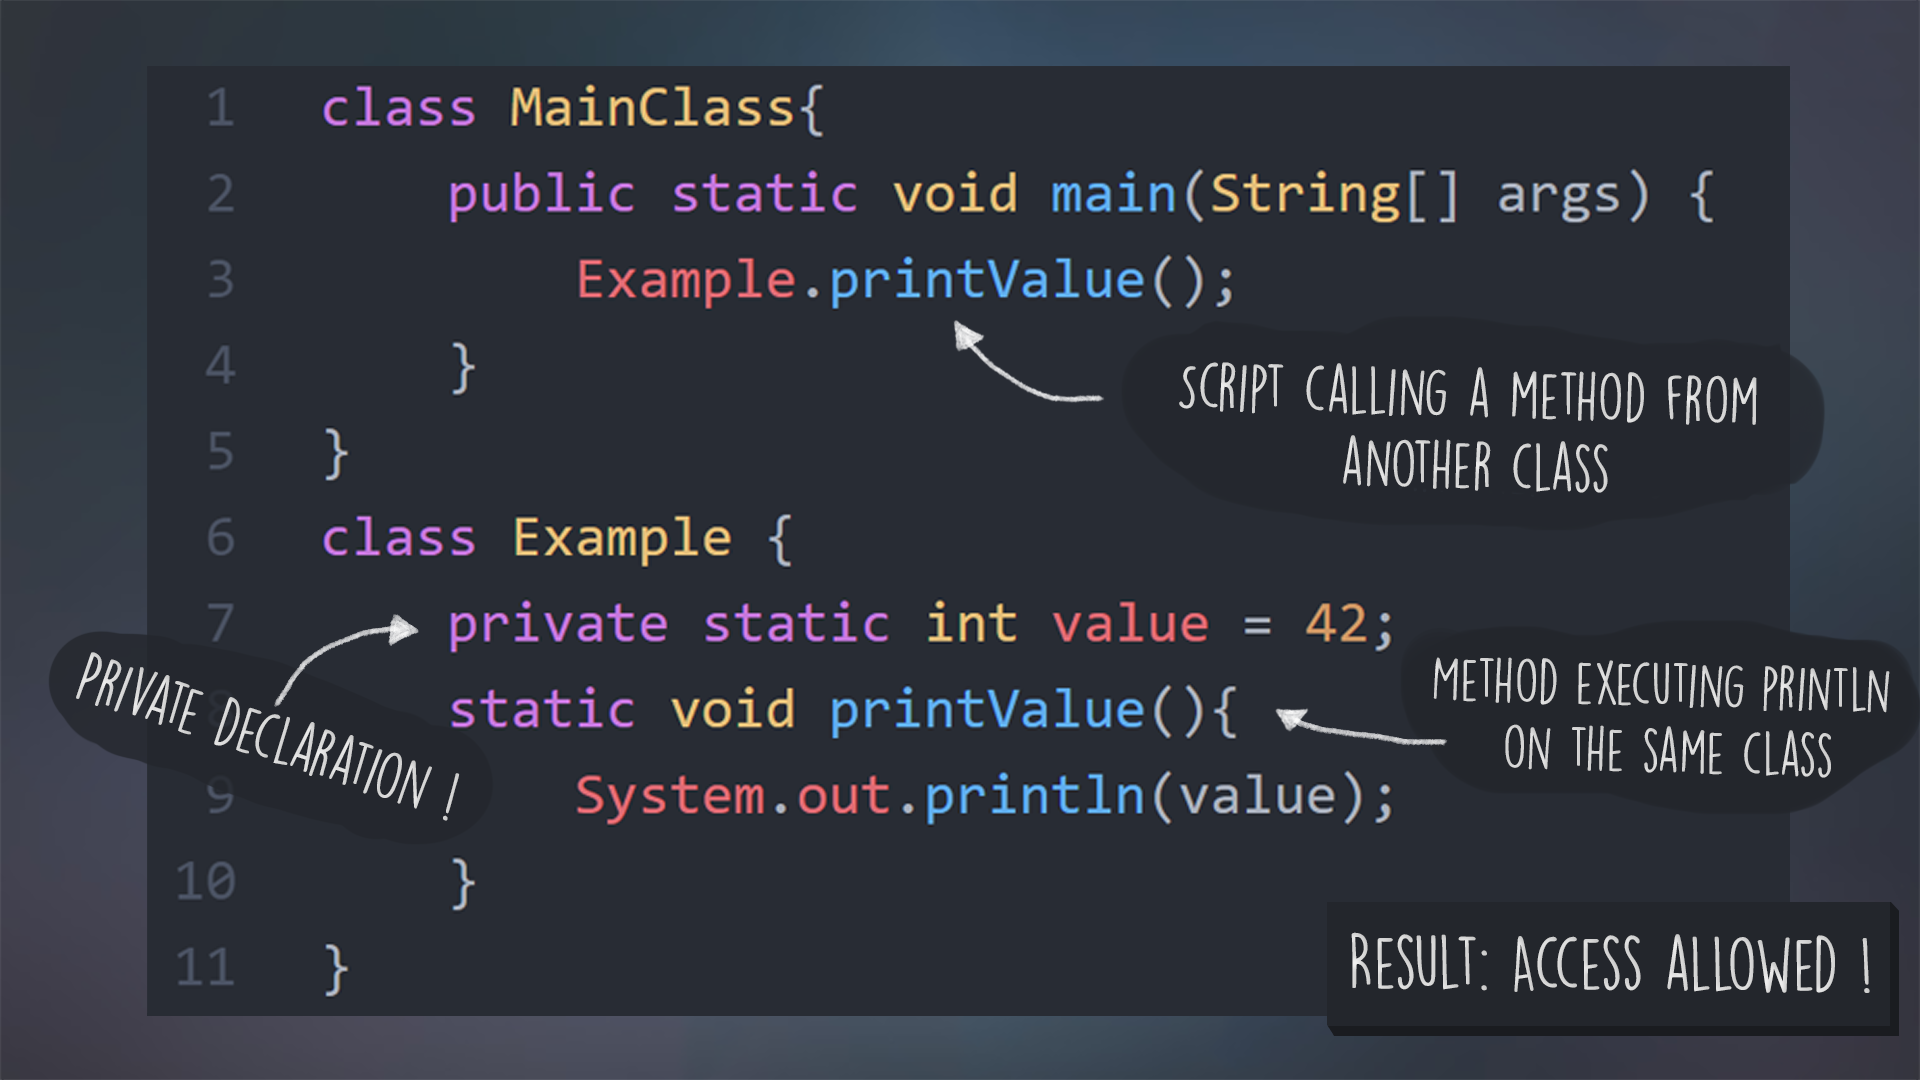 1 class MainClass{
2 public static void main(String[] args) {
3 Example.printValue();
4 }
SCRIPT CALLING A METHOD FROM
ANOTHER CLASS
5 }
6 class Example {
7 private static int value = 42;
PRIVATE DECLARATION !
8 static void printValue(){
METHOD EXECUTING PRINTLN
ON THE SAME CLASS
9 System.out.println(value);
10 }
11 }
RESULT: ACCESS ALLOWED !